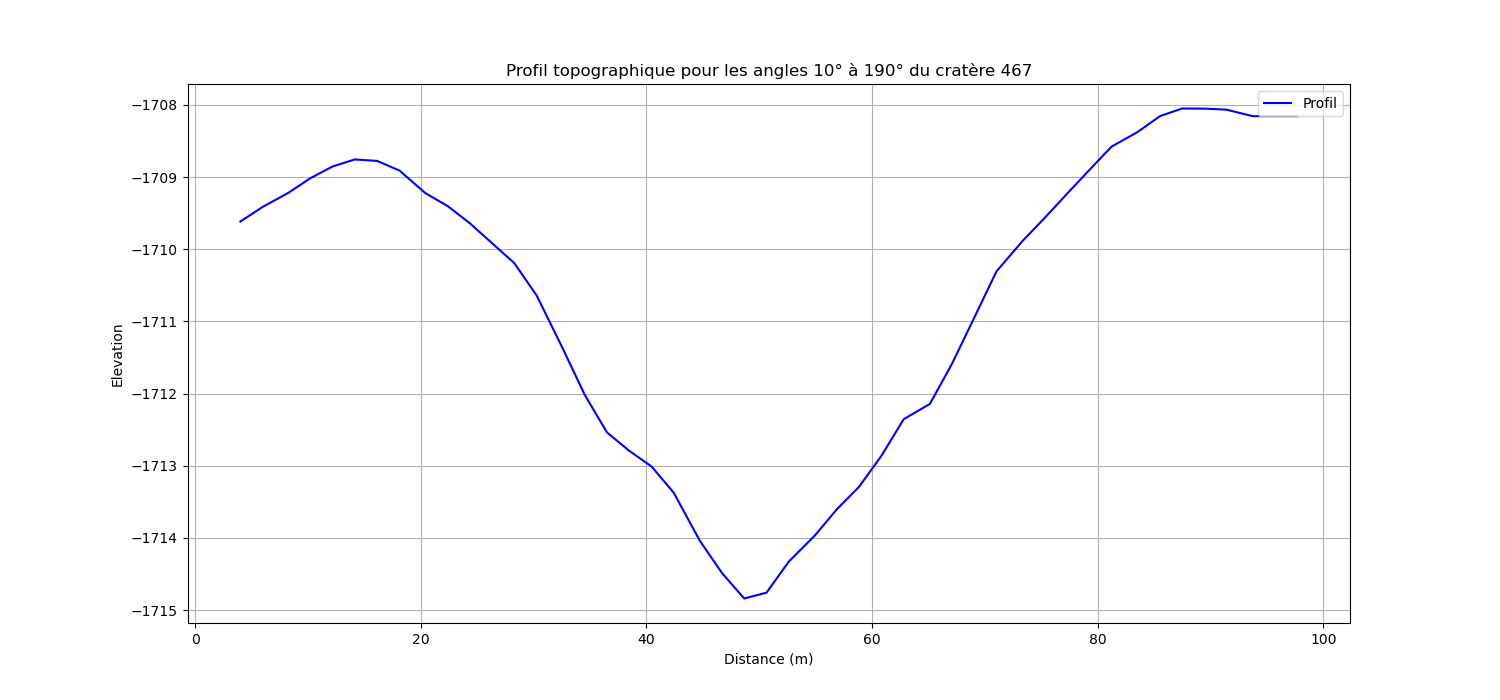 Profil topographique pour les angles 10° à 190° du cratère 467
Profil
−1708
−1709
−1710
−1711
−1712
−1713
−1714
−1715
Elevation
0 20 40 60 80 100
Distance (m)